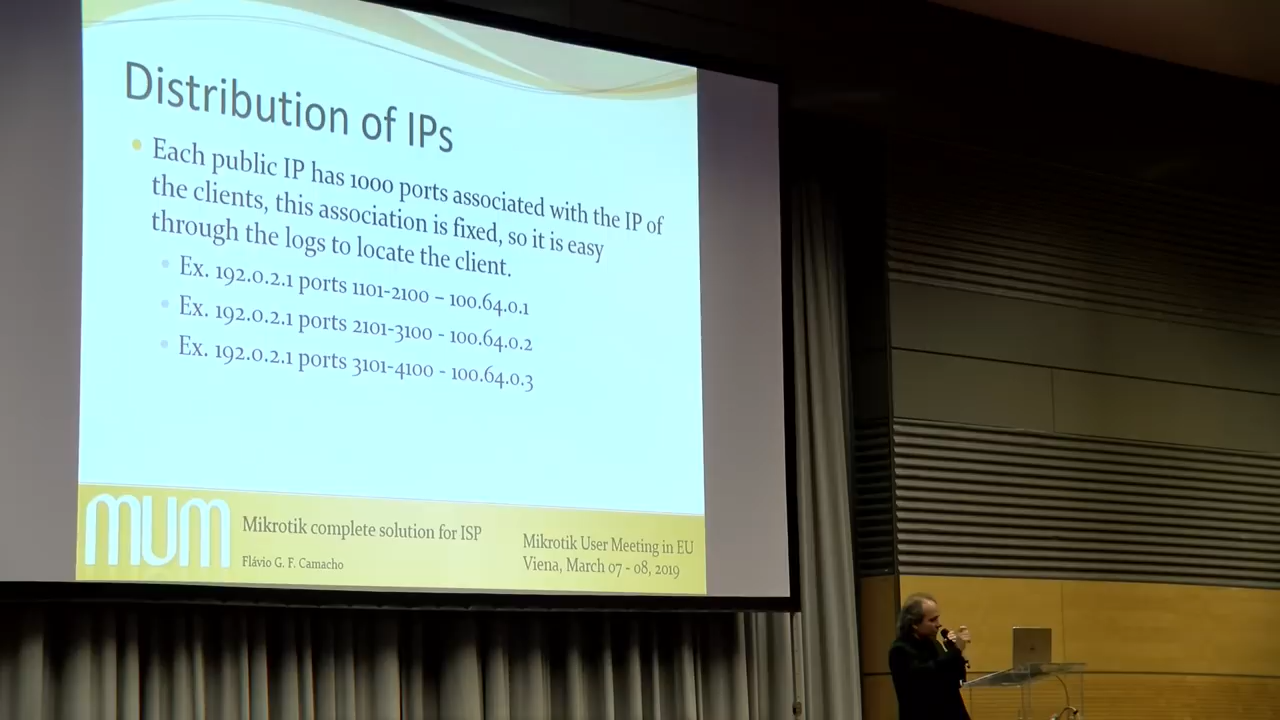 Distribution of IPs
Each public IP has 1000 ports associated with the IP of
the clients, this association is fixed, so it is easy
through the logs to locate the client.
Ex. 192.0.2.1 ports 1101-2100 – 100.64.0.1
Ex. 192.0.2.1 ports 2101-3100 - 100.64.0.2
Ex. 192.0.2.1 ports 3101-4100 - 100.64.0.3
MUM
Mikrotik complete solution for ISP
Flávio G. F. Camacho
Mikrotik User Meeting in EU
Viena, March 07 - 08, 2019